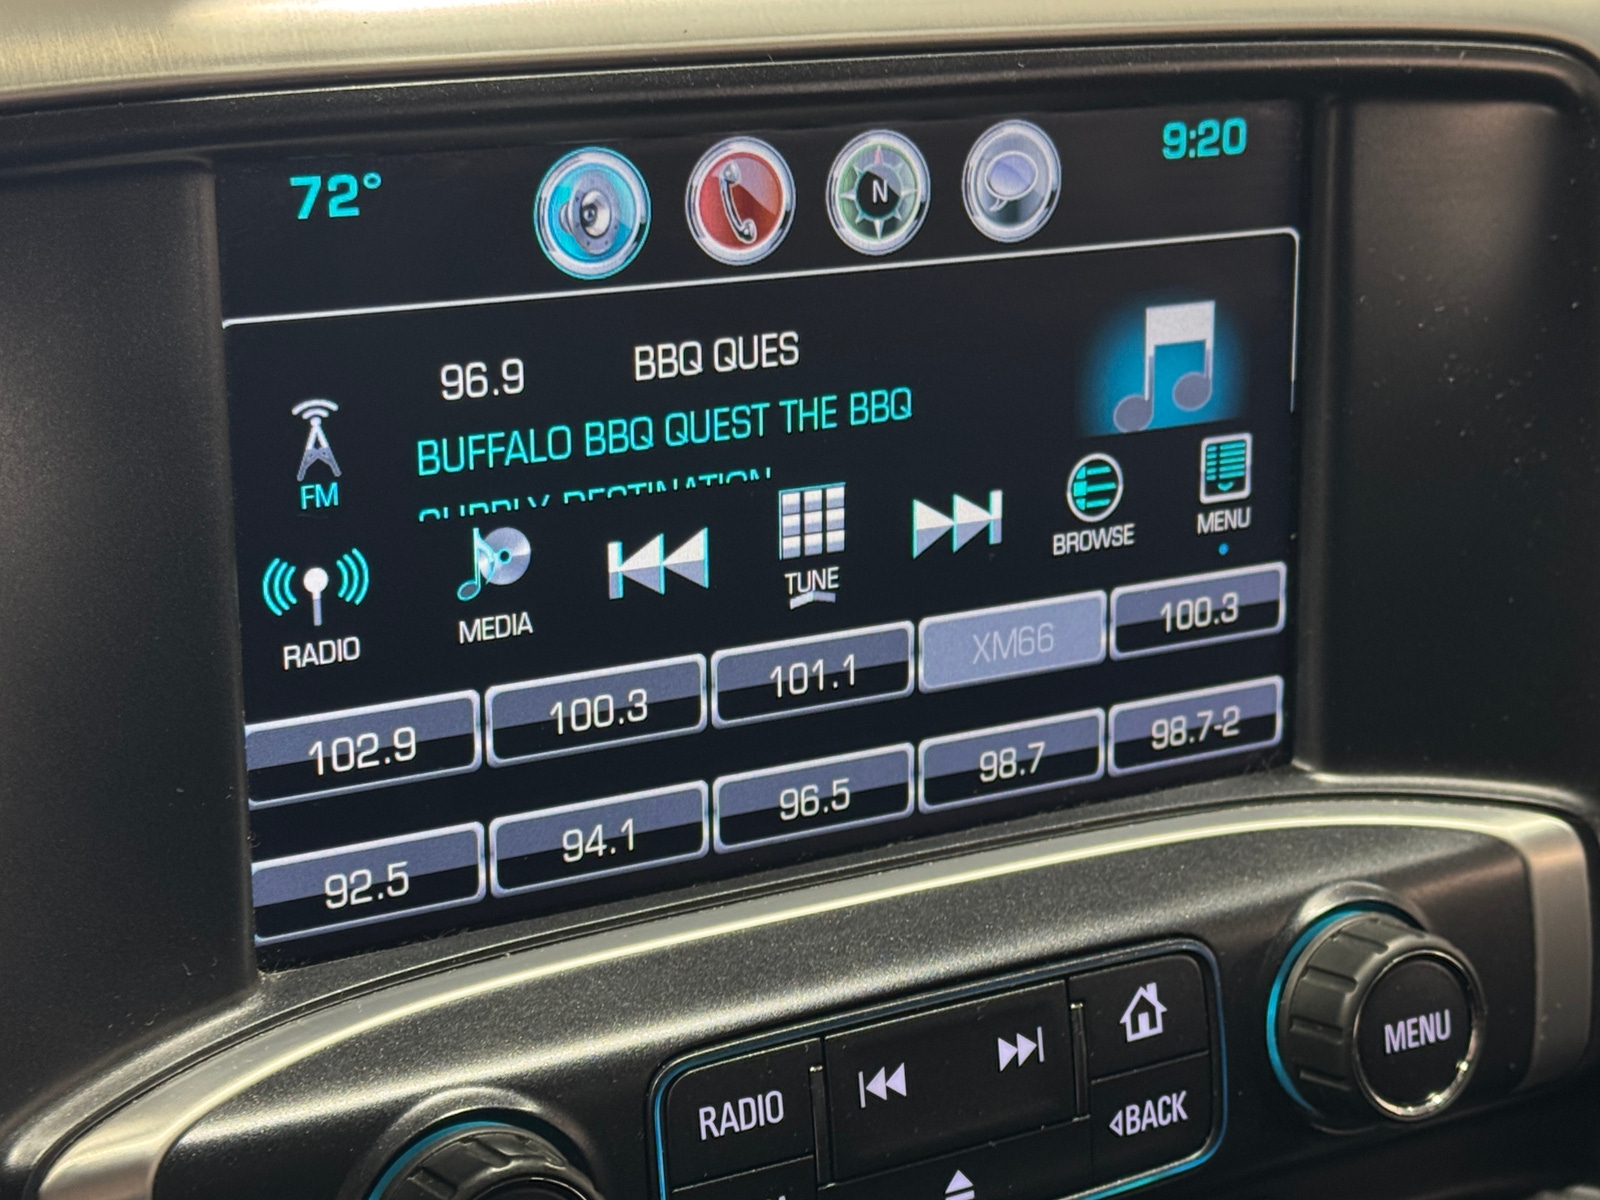 72° 9:20
N
96.9 BBQ QUES
BUFFALO BBQ QUEST THE BBQ
SUPPLY DESTINATION
FM
RADIO MEDIA TUNE BROWSE MENU
102.9 100.3 101.1 XM66 100.3
92.5 94.1 96.5 98.7 98.7-2
RADIO
BACK
MENU